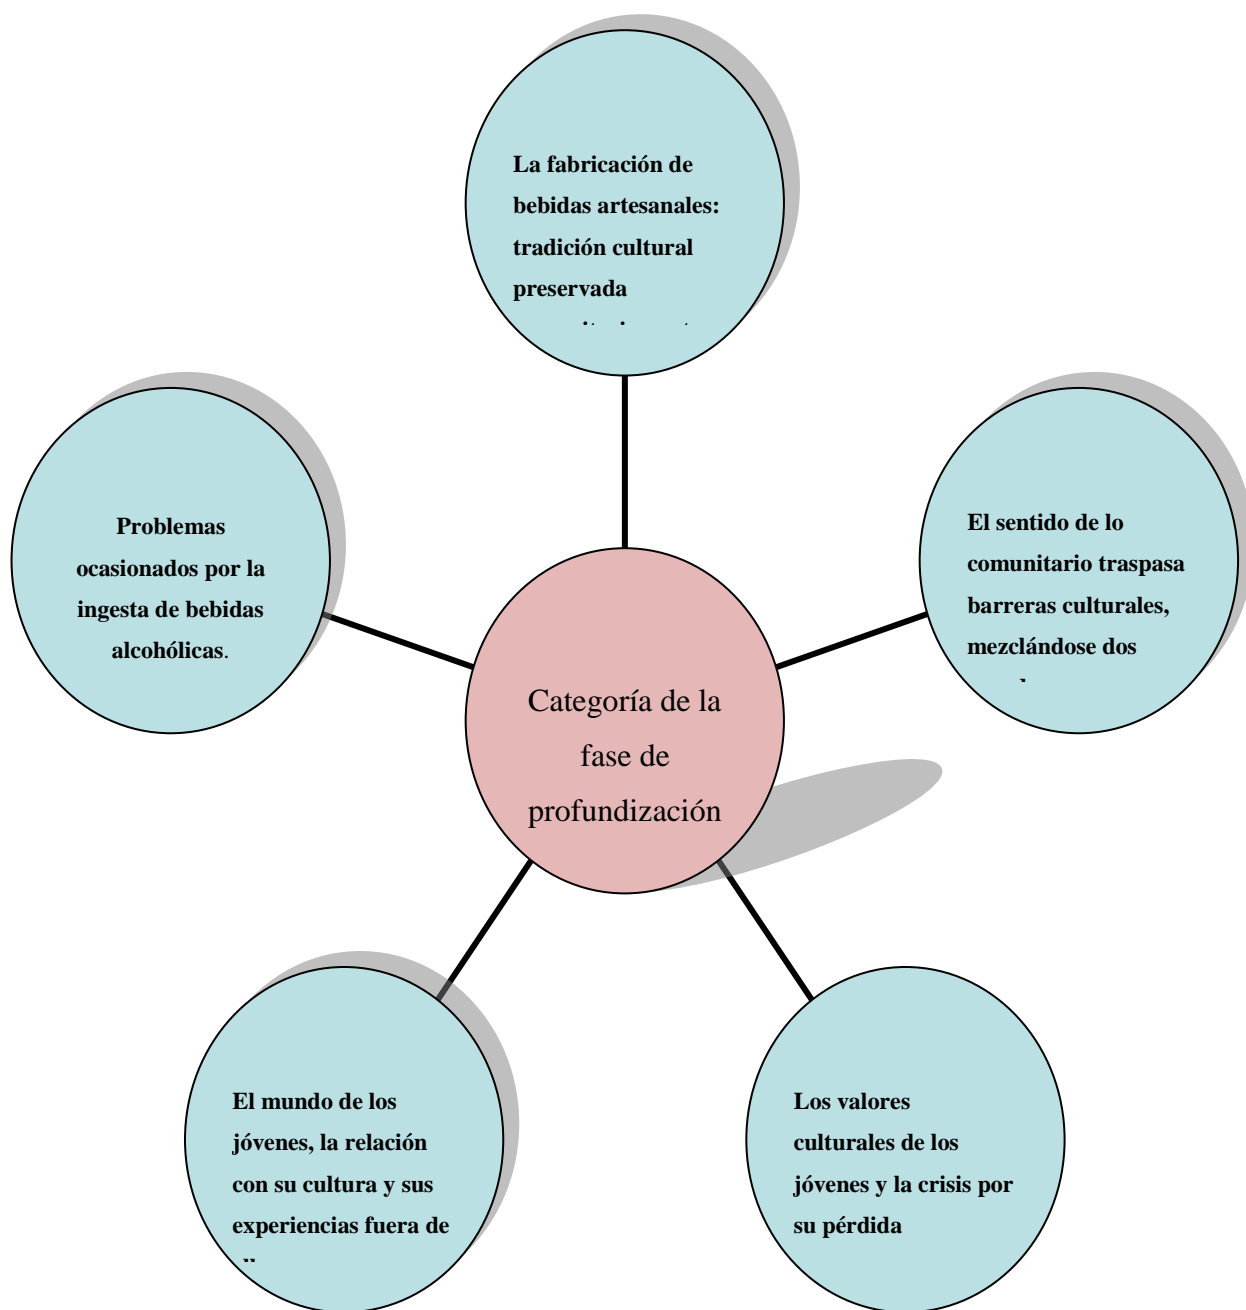 La fabricación de
bebidas artesanales:
tradición cultural
preservada
El sentido de lo
comunitario traspasa
barreras culturales,
mezclándose dos
Problemas
ocasionados por la
ingesta de bebidas
alcohólicas.
Categoría de la
fase de
profundización
El mundo de los
jóvenes, la relación
con su cultura y sus
experiencias fuera de
Los valores
culturales de los
jóvenes y la crisis por
su pérdida